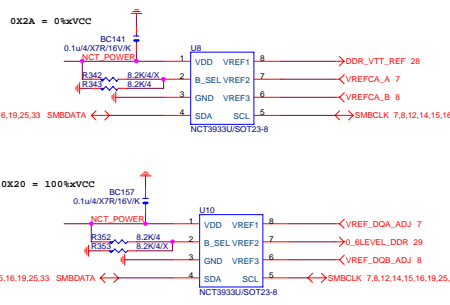 0X2A = 0%xVCC
BC141
0.1u/4/X7R/16V/K
NCT_POWER
U8
1 VDD VREF1 8 DDR_VTT_REF 28
R342 8.2K/4/X
2 B_SEL VREF2 7 VREFCA_A 7
R343 8.2K/4
3 GND VREF3 6 VREFCA_B 8
6,19,25,33 SMBDATA 4 SDA SCL 5 SMBCLK 7,8,12,14,15,16
NCT3933U/SOT23-8
0X20 = 100%xVCC
BC157
0.1u/4/X7R/16V/K
NCT_POWER
U10
1 VDD VREF1 8 VREF_DQA_ADJ 7
R352 8.2K/4
2 B_SEL VREF2 7 0_6LEVEL_DDR 29
R353 8.2K/4/X
3 GND VREF3 6 VREF_DQB_ADJ 8
5,16,19,25,33 SMBDATA 4 SDA SCL 5 SMBCLK 7,8,12,14,15,16,19,25,
NCT3933U/SOT23-8